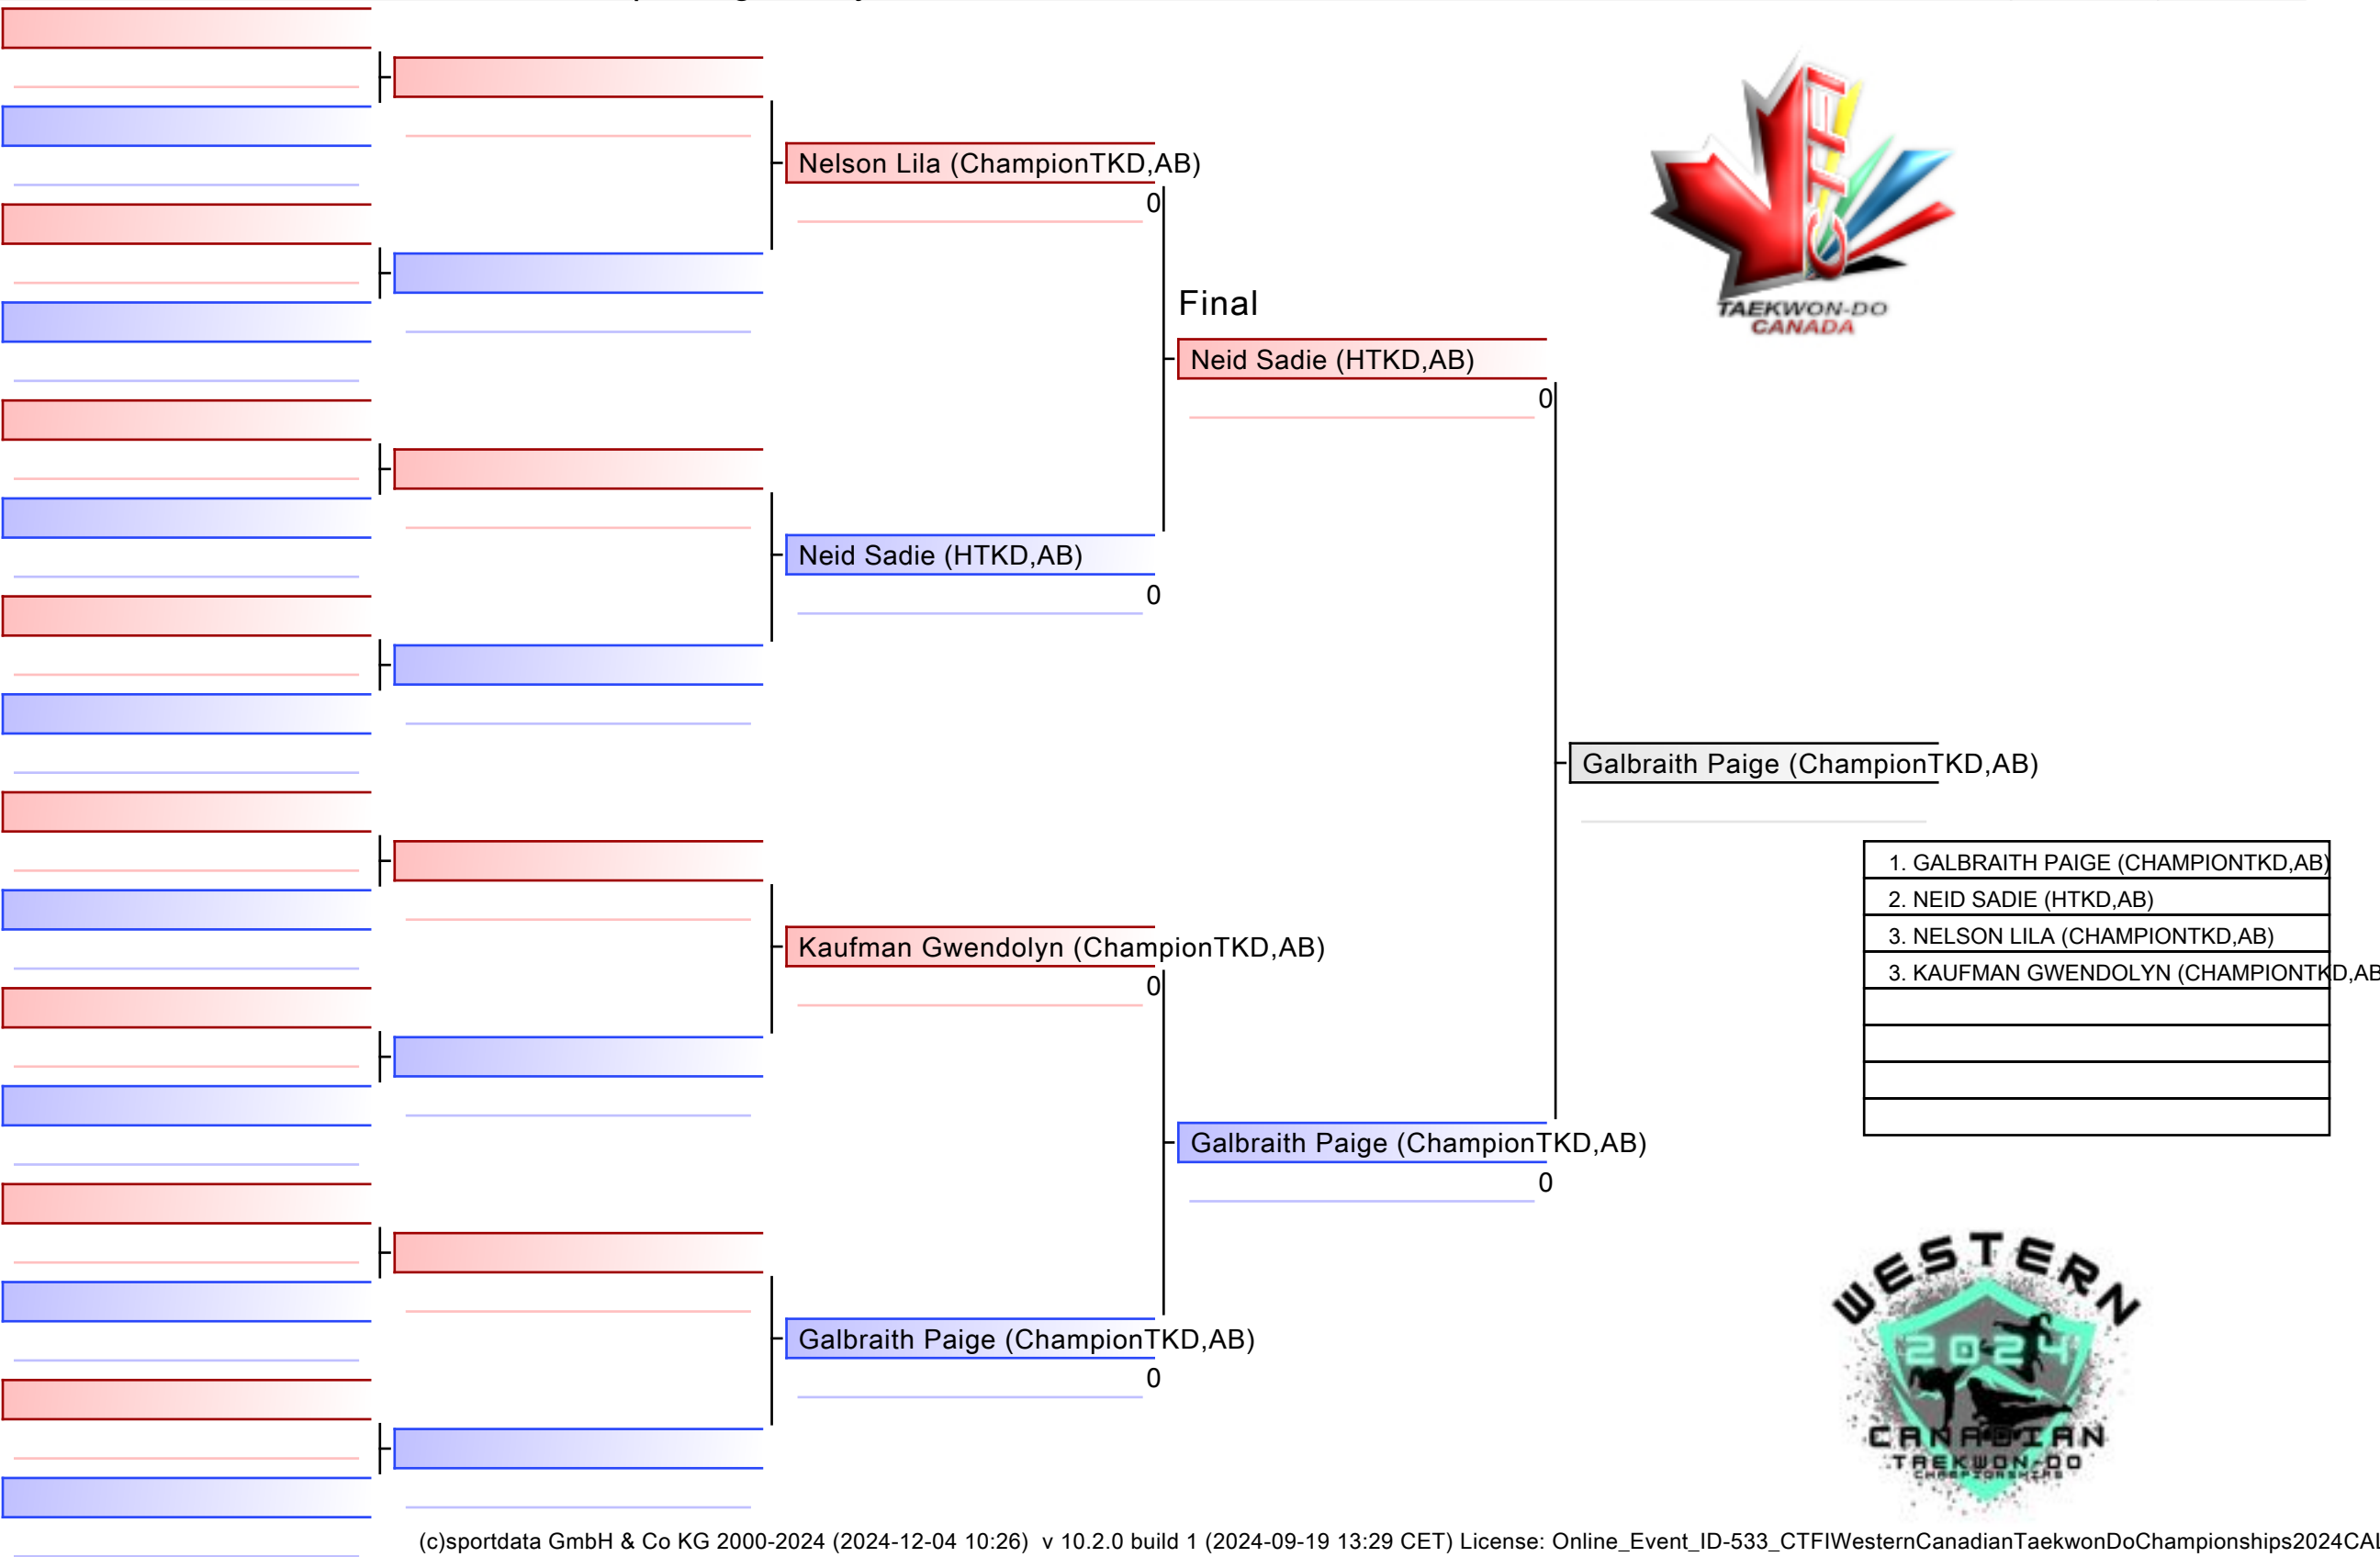 Nelson Lila (ChampionTKD,AB)
0
Final
Neid Sadie (HTKD,AB)
0
Neid Sadie (HTKD,AB)
0
Galbraith Paige (ChampionTKD,AB)
Kaufman Gwendolyn (ChampionTKD,AB)
0
Galbraith Paige (ChampionTKD,AB)
0
Galbraith Paige (ChampionTKD,AB)
0
CTFI
TAEKWON-DO
CANADA
1. GALBRAITH PAIGE (CHAMPIONTKD,AB)
2. NEID SADIE (HTKD,AB)
3. NELSON LILA (CHAMPIONTKD,AB)
3. KAUFMAN GWENDOLYN (CHAMPIONTKD,AB
WESTERN
2024
CANADIAN
TAEKWON-DO
CHAMPIONSHIPS
(c)sportdata GmbH & Co KG 2000-2024 (2024-12-04 10:26) v 10.2.0 build 1 (2024-09-19 13:29 CET) License: Online_Event_ID-533_CTFIWesternCanadianTaekwonDoChampionships2024CAI